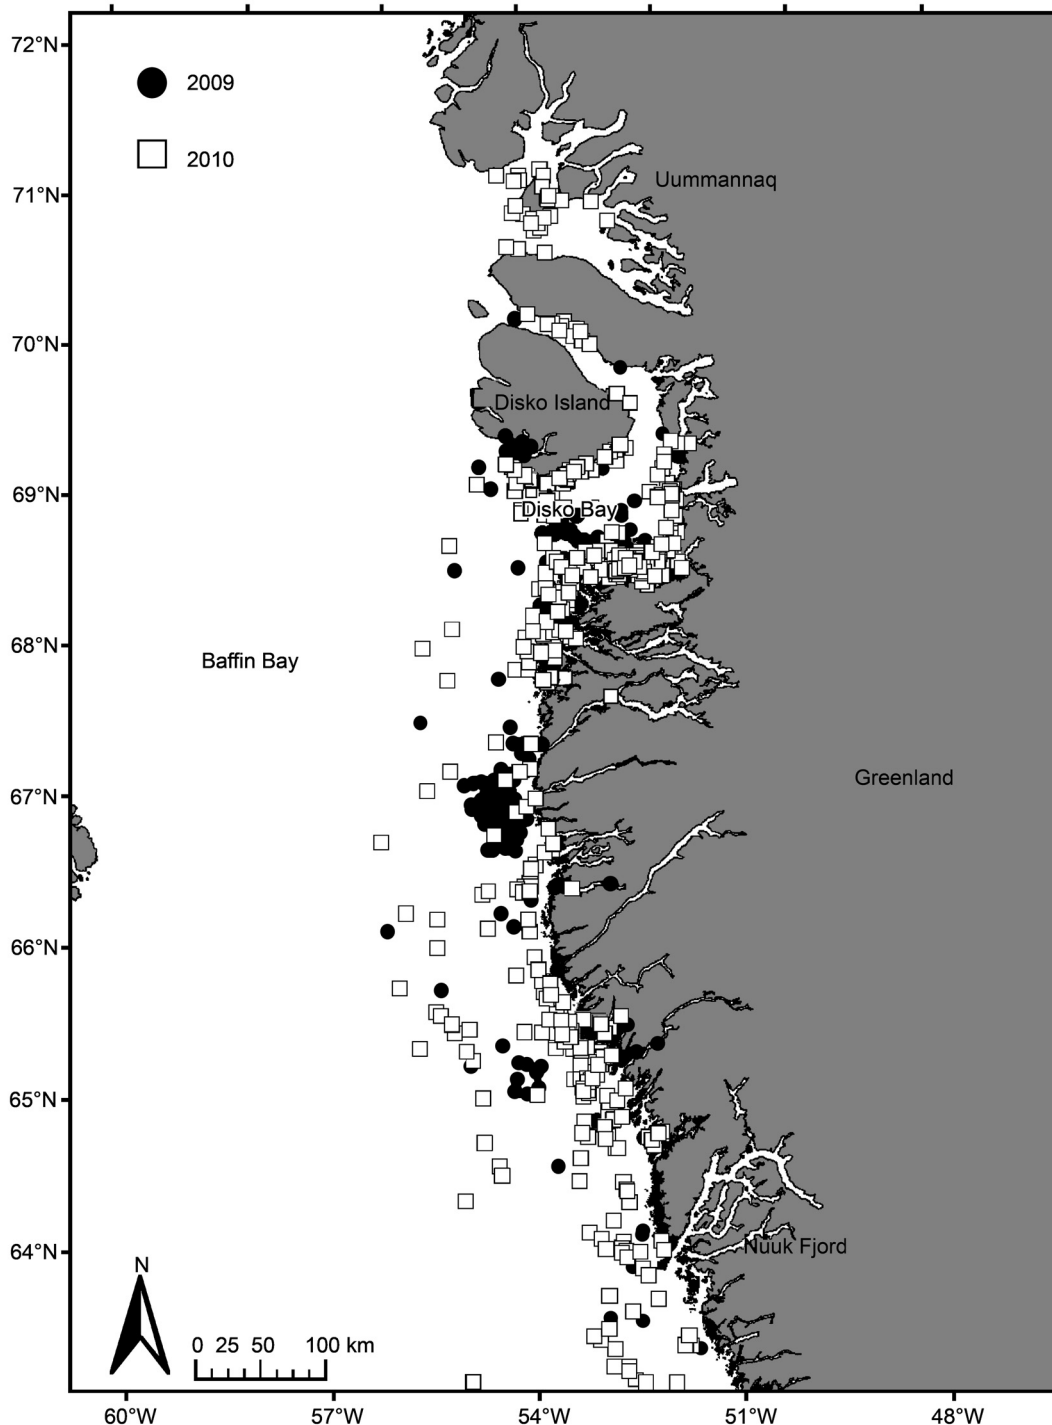 72°N
2009
2010
Uummannaq
71°N
70°N
Disko Island
69°N
Disko Bay
68°N
Baffin Bay
Greenland
67°N
66°N
65°N
64°N
Nuuk Fjord
N
0 25 50 100 km
60°W 57°W 54°W 51°W 48°W